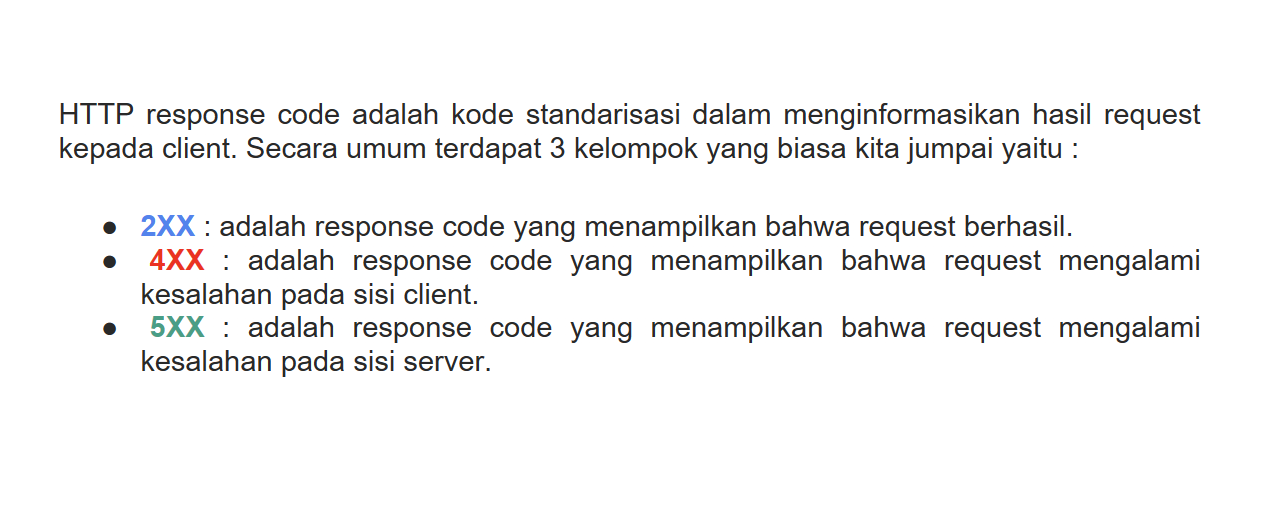 HTTP response code adalah kode standarisasi dalam menginformasikan hasil request
kepada client. Secara umum terdapat 3 kelompok yang biasa kita jumpai yaitu :
● 2XX : adalah response code yang menampilkan bahwa request berhasil.
● 4XX : adalah response code yang menampilkan bahwa request mengalami
kesalahan pada sisi client.
● 5XX : adalah response code yang menampilkan bahwa request mengalami
kesalahan pada sisi server.